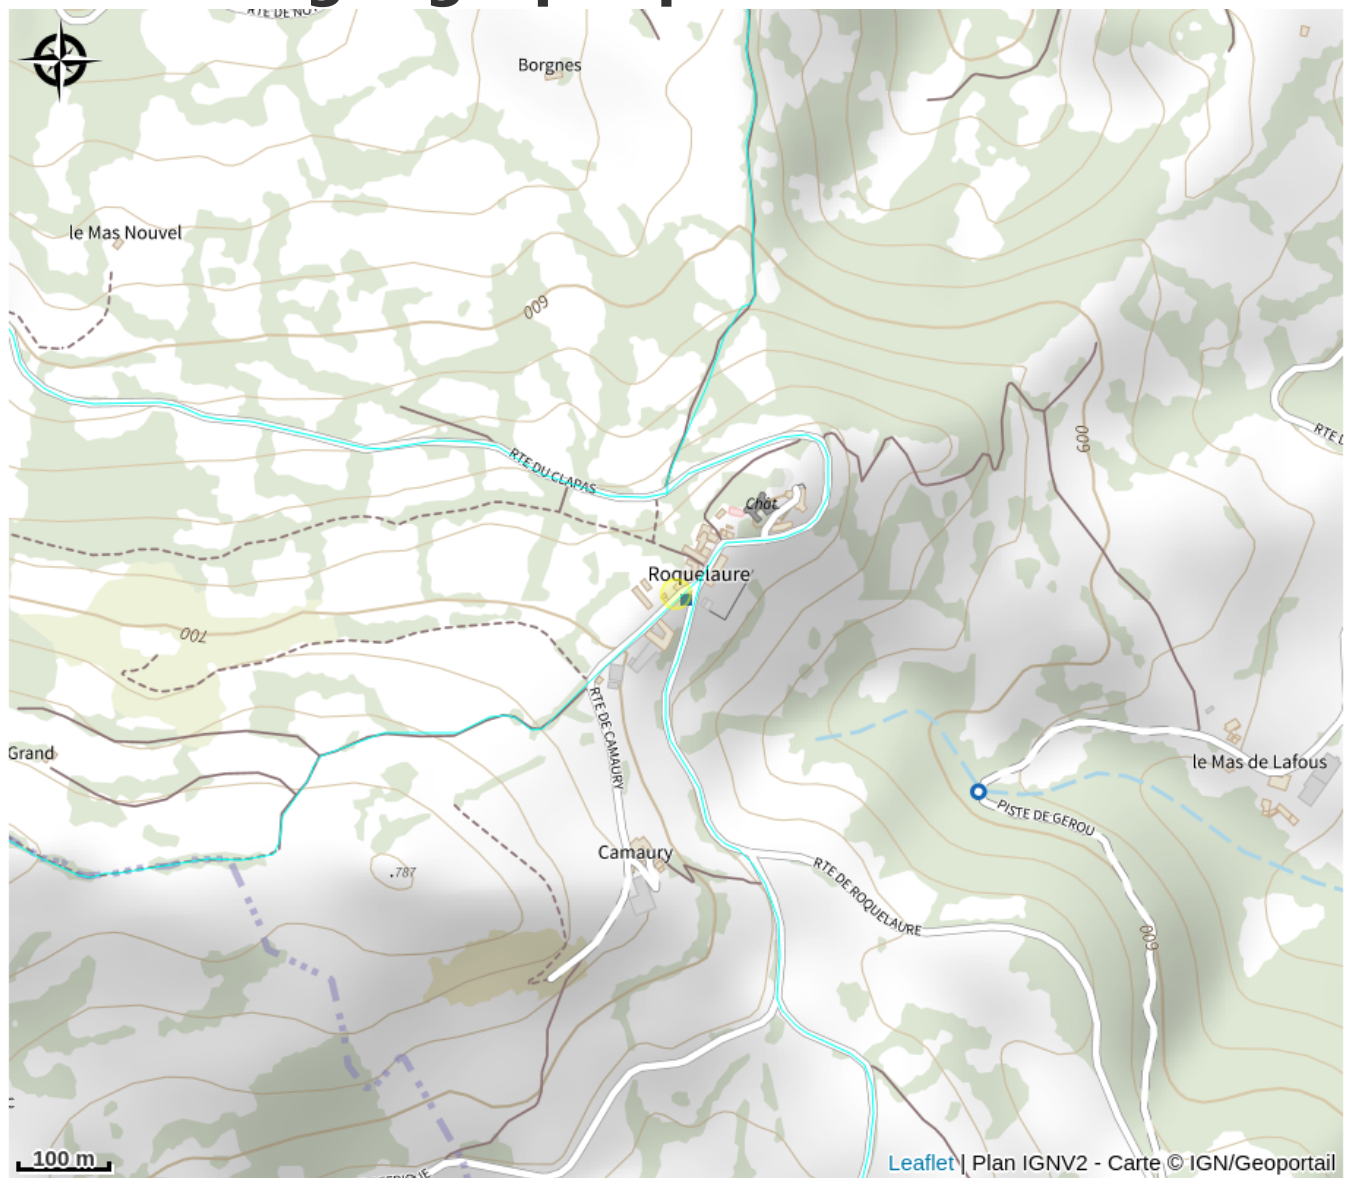 Borgnes
le Mas Nouvel
600
RTE DU CLAPAS
600
Chât.
Roquelaure
700
RTE DE CAMAURY
Grand
le Mas de Lafous
PISTE DE GEROU
Camaury
.787
RTE DE ROQUELAURE
600
100 m
Leaflet | Plan IGNV2 - Carte © IGN/Geoportail